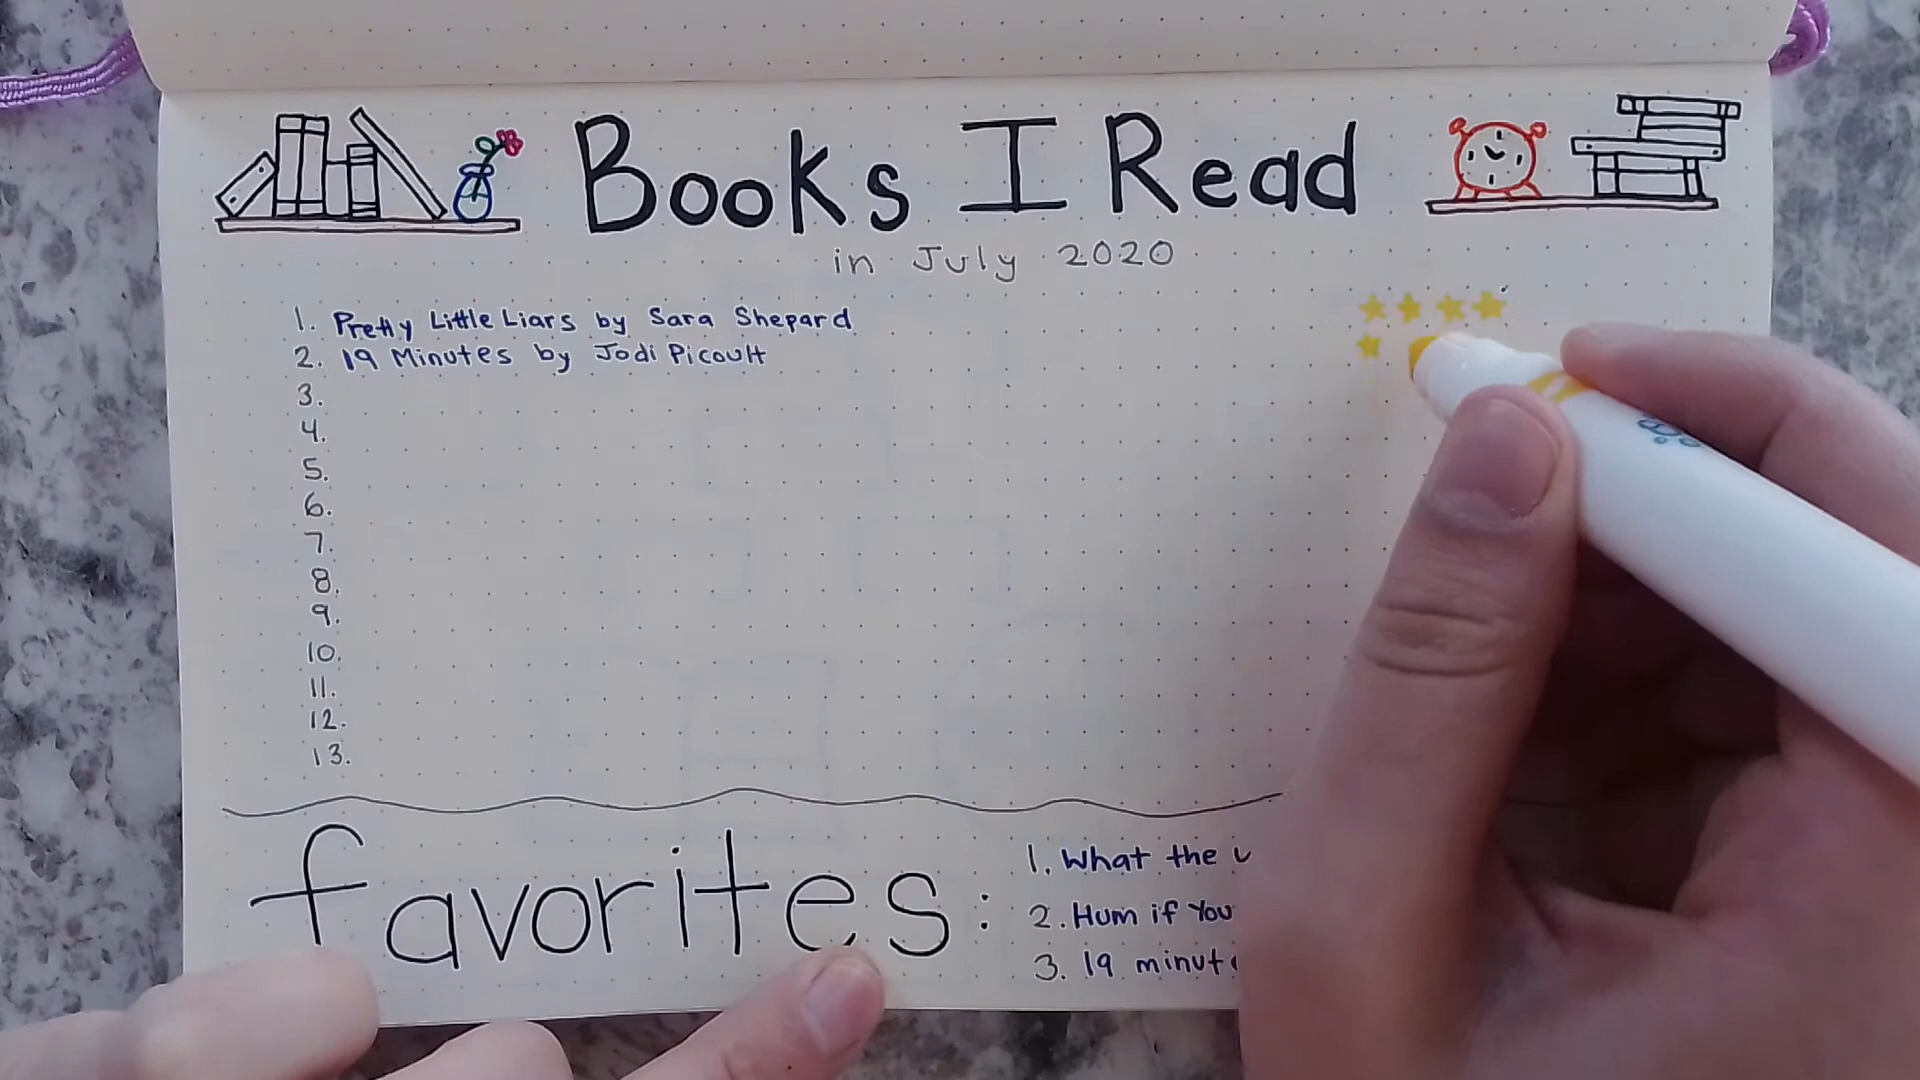 Books I Read
in July 2020
1. Pretty Little Liars by Sara Shepard
2. 19 Minutes by Jodi Picoult
3.
4.
5.
6.
7.
8.
9.
10.
11.
12.
13.
favorites:
1. What the
2. Hum if You
3. 19